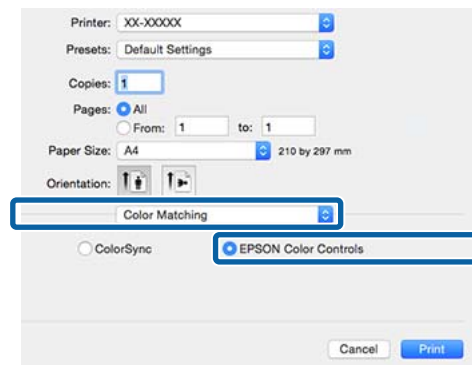 Printer: XX-XXXXX
Presets: Default Settings
Copies: 1
Pages: All
From: 1 to: 1
Paper Size: A4 210 by 297 mm
Orientation:
Color Matching
ColorSync EPSON Color Controls
Cancel Print